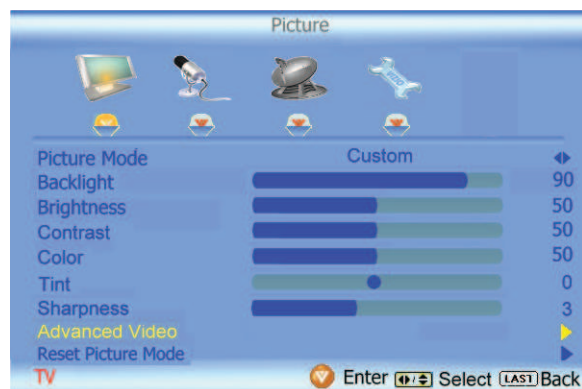 Picture
VIZIO
Picture Mode Custom
Backlight 90
Brightness 50
Contrast 50
Color 50
Tint 0
Sharpness 3
Advanced Video
Reset Picture Mode
TV Enter Select LAST Back